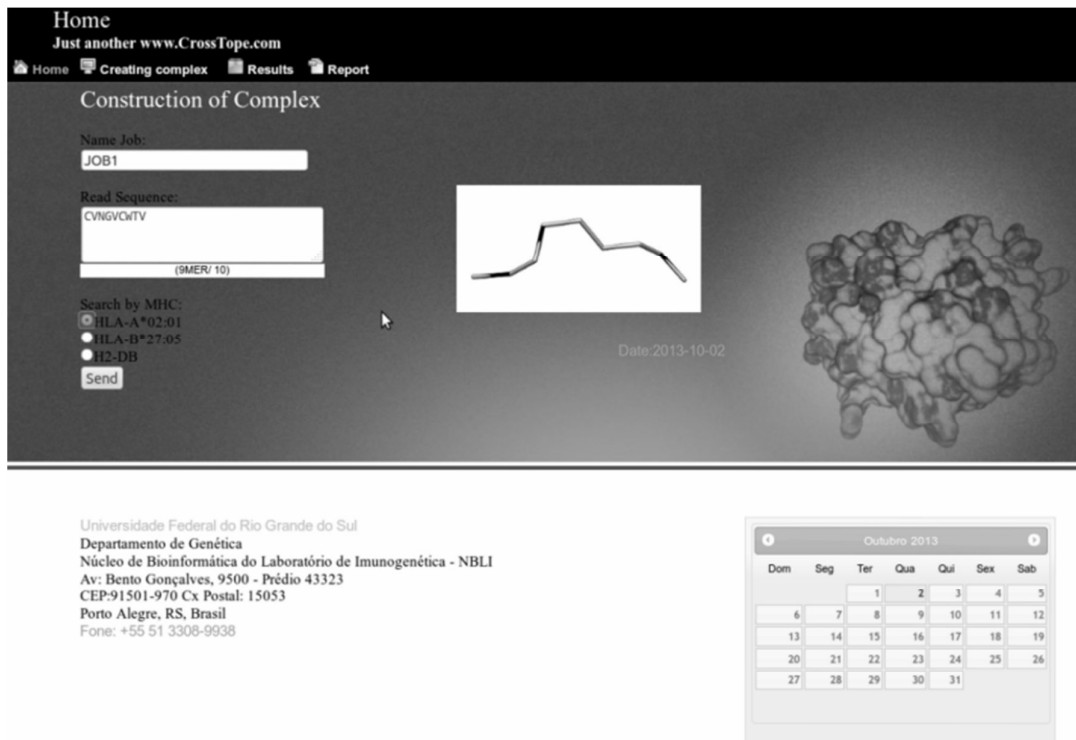 Home
Just another www.CrossTope.com
Home Creating complex Results Report
Construction of Complex
Name Job:
JOB1
Read Sequence:
CVNGVCWTV
(9MER/ 10)
Search by MHC:
HLA-A*02:01
HLA-B*27:05
H2-DB
Send
Date:2013-10-02
Universidade Federal do Rio Grande do Sul
Departamento de Genética
Núcleo de Bioinformática do Laboratório de Imunogenética - NBLI
Av: Bento Gonçalves, 9500 - Prédio 43323
CEP:91501-970 Cx Postal: 15053
Porto Alegre, RS, Brasil
Fone: +55 51 3308-9938
Outubro 2013
Dom Seg Ter Qua Qui Sex Sab
1 2 3 4 5
6 7 8 9 10 11 12
13 14 15 16 17 18 19
20 21 22 23 24 25 26
27 28 29 30 31